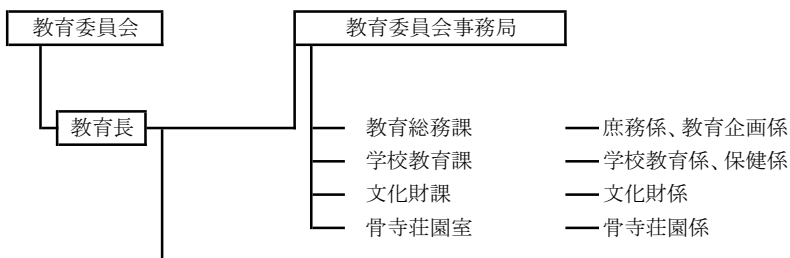 教育委員会 教育委員会事務局
教育長
教育総務課 庶務係、教育企画係
学校教育課 学校教育係、保健係
文化財課 文化財係
骨寺荘園室 骨寺荘園係